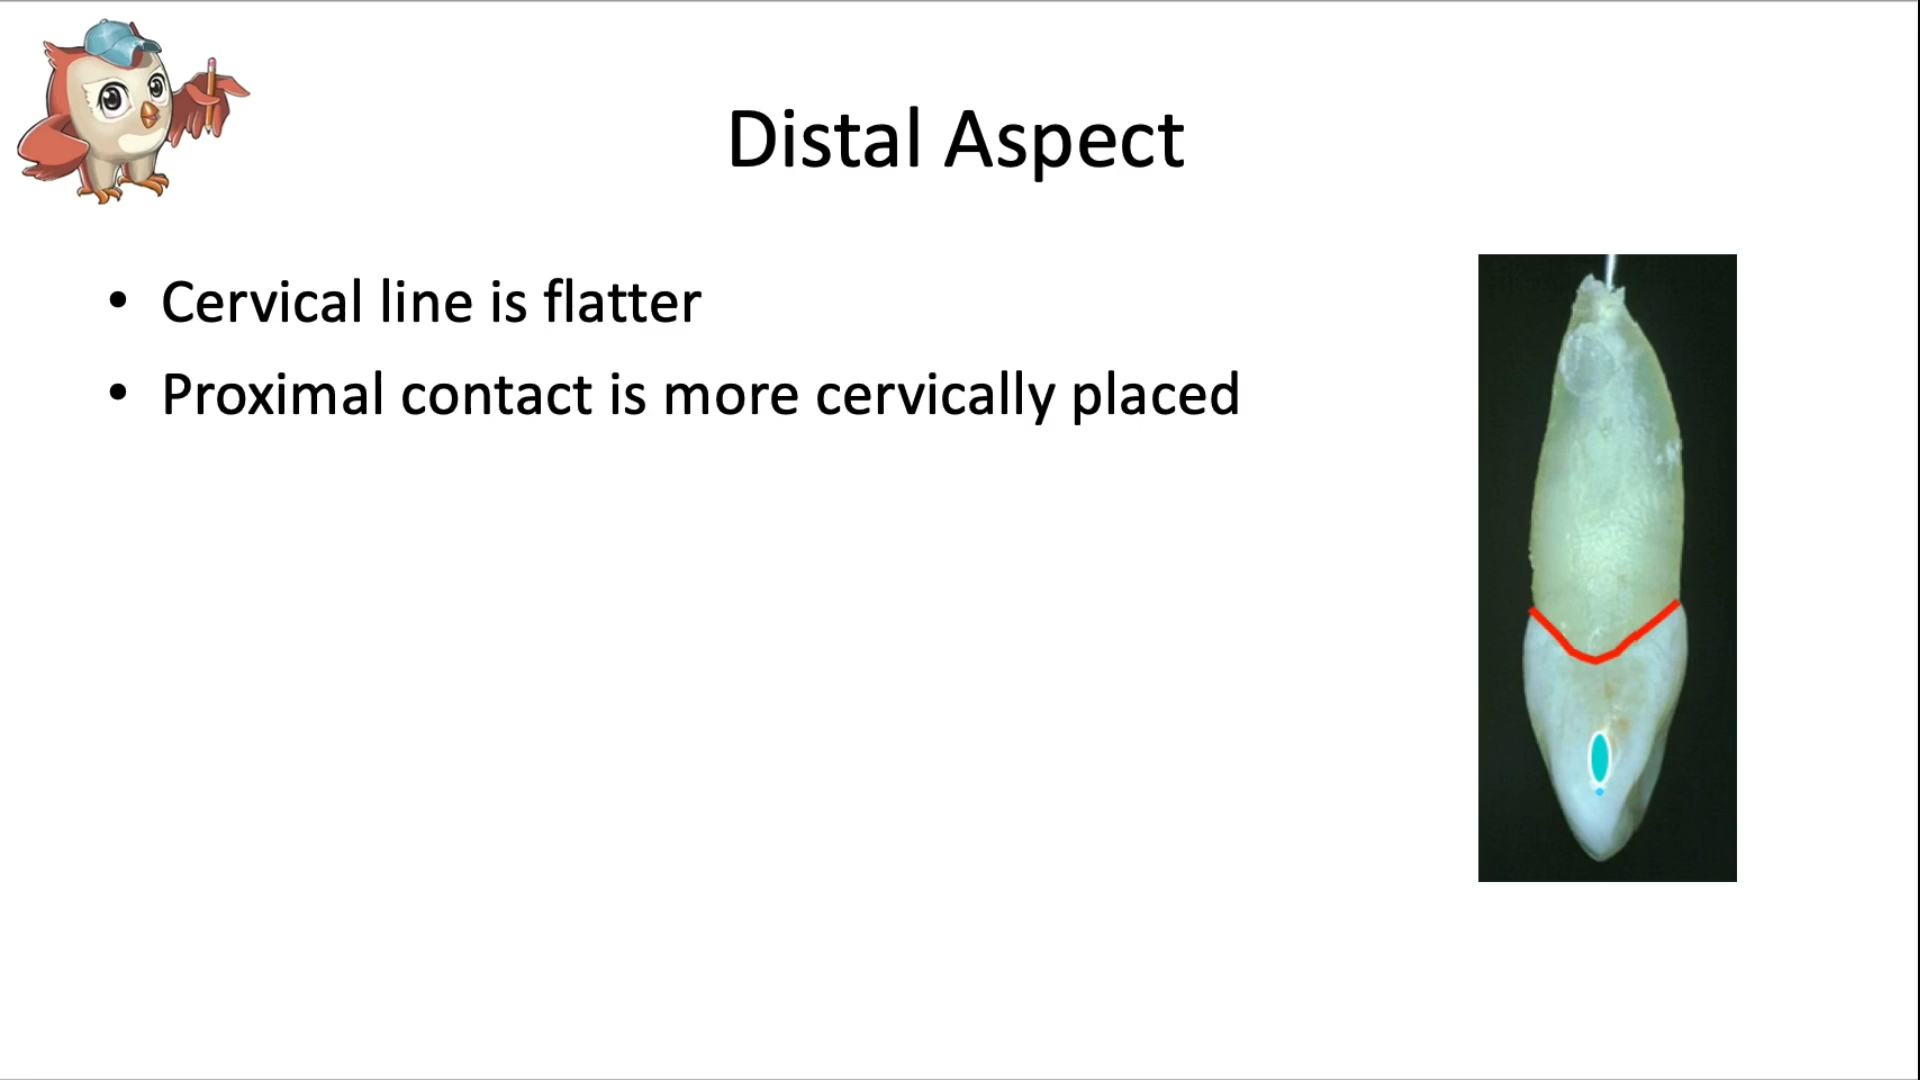 Distal Aspect
• Cervical line is flatter
• Proximal contact is more cervically placed